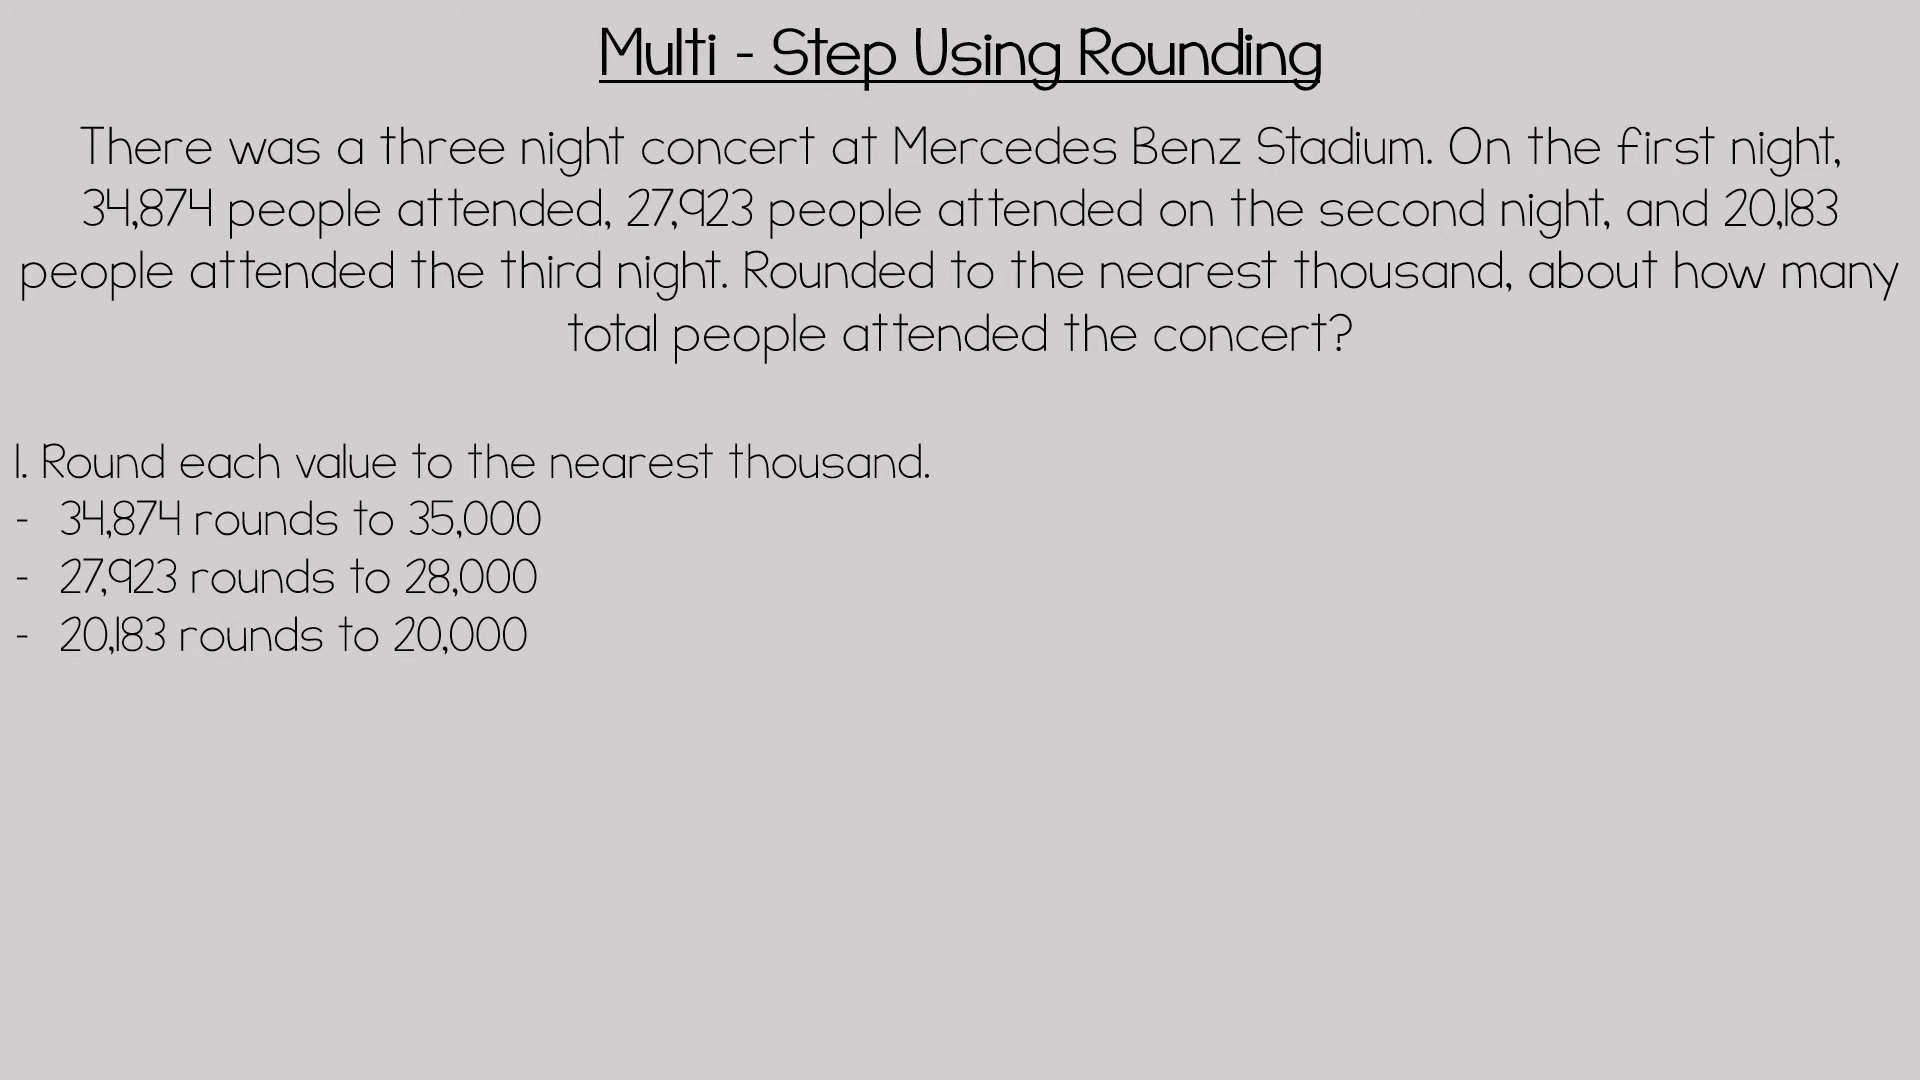 Multi - Step Using Rounding
There was a three night concert at Mercedes Benz Stadium. On the first night,
34,874 people attended, 27,923 people attended on the second night, and 20,183
people attended the third night. Rounded to the nearest thousand, about how many
total people attended the concert?
1. Round each value to the nearest thousand.
- 34,874 rounds to 35,000
- 27,923 rounds to 28,000
- 20,183 rounds to 20,000